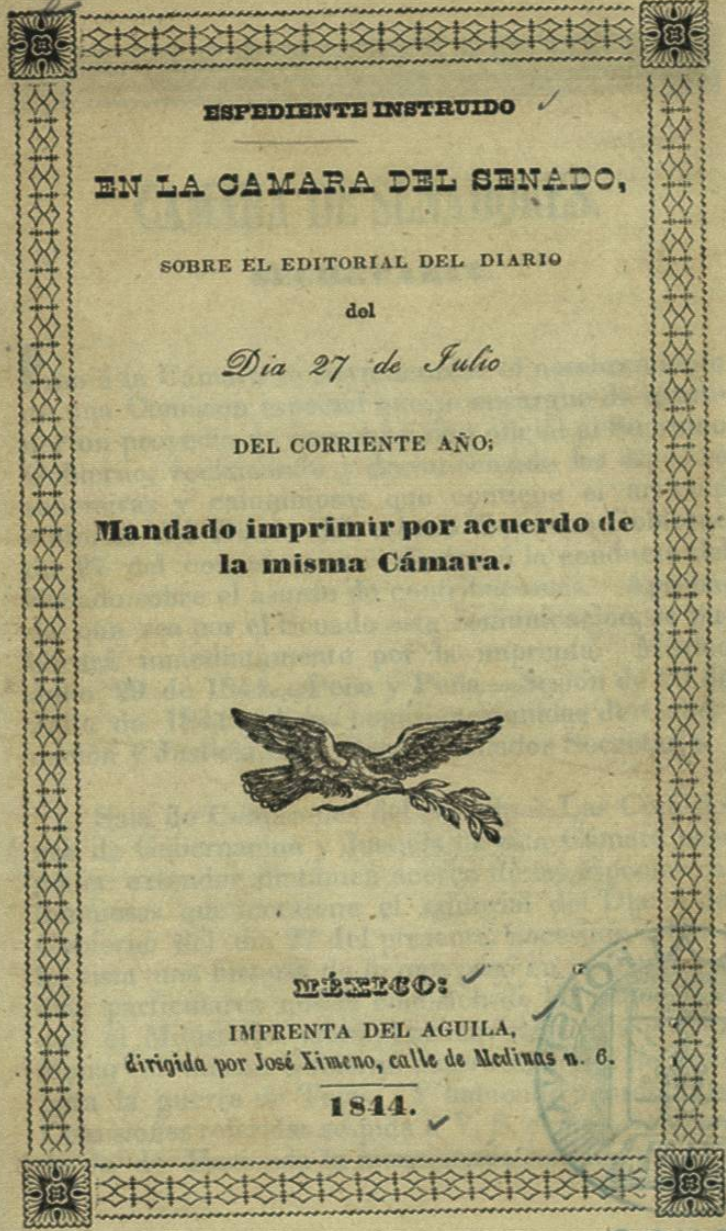 ESPEDIENTE INSTRUIDO
EN LA CAMARA DEL SENADO,
SOBRE EL EDITORIAL DEL DIARIO
del
Dia 27 de Julio
DEL CORRIENTE AÑO;
Mandado imprimir por acuerdo de
la misma Cámara.
MÉXICO:
IMPRENTA DEL AGUILA,
dirigida por José Ximeno, calle de Medinas n. 6.
1844.